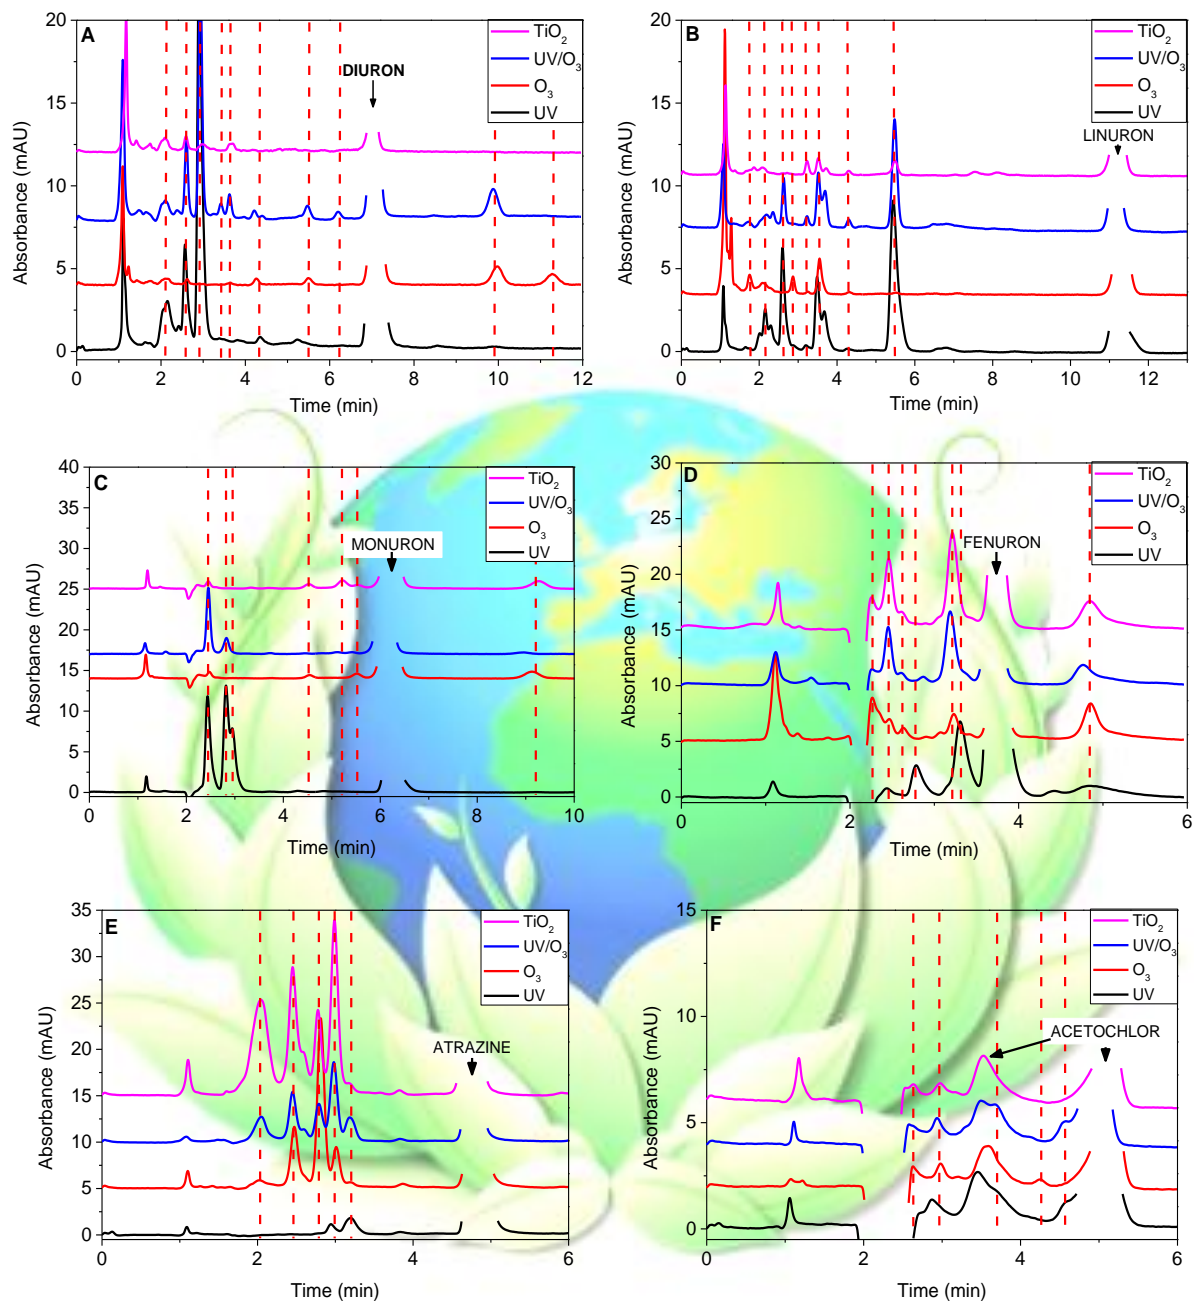 A
DIURON
TiO2
UV/O3
O3
UV
Absorbance (mAU)
20
15
10
5
0
0 2 4 6 8 10 12
Time (min)
B
LINURON
TiO2
UV/O3
O3
UV
Absorbance (mAU)
20
15
10
5
0
0 2 4 6 8 10 12
Time (min)
C
MONURON
TiO2
UV/O3
O3
UV
Absorbance (mAU)
40
35
30
25
20
15
10
5
0
0 2 4 6 8 10
Time (min)
D
FENURON
TiO2
UV/O3
O3
UV
Absorbance (mAU)
30
25
20
15
10
5
0
0 2 4 6
Time (min)
E
ATRAZINE
TiO2
UV/O3
O3
UV
Absorbance (mAU)
35
30
25
20
15
10
5
0
0 2 4 6
Time (min)
F
ACETOCHLOR
TiO2
UV/O3
O3
UV
Absorbance (mAU)
15
10
5
0
0 2 4 6
Time (min)